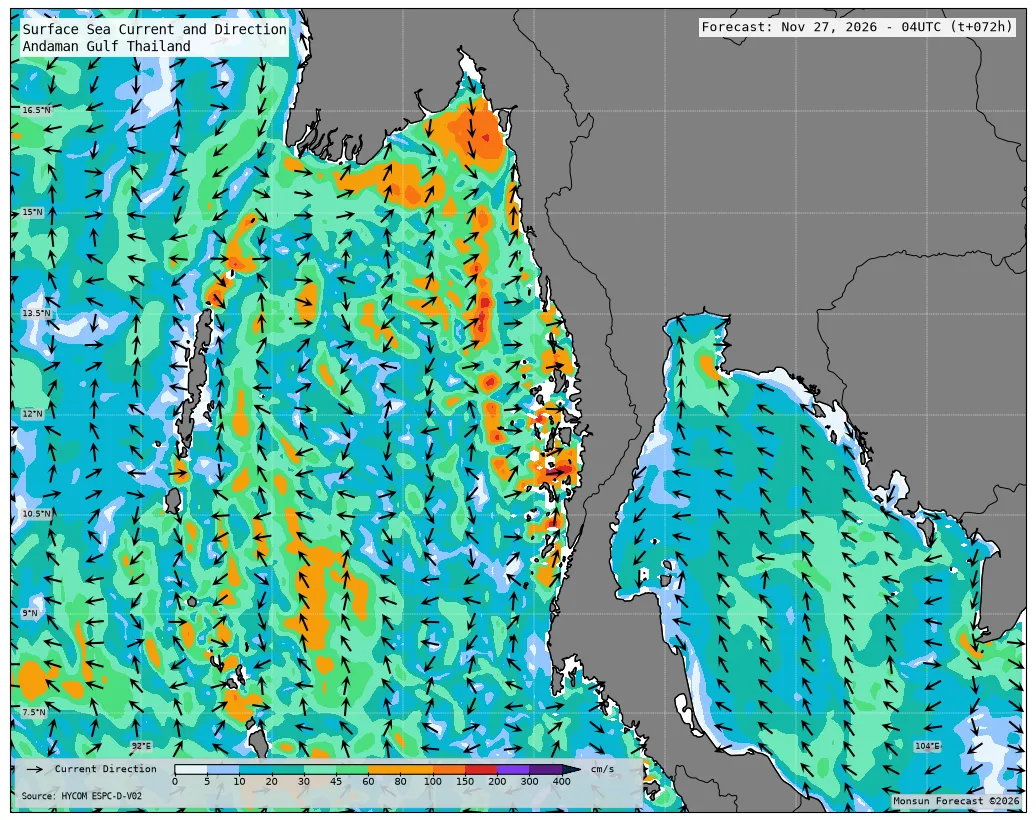 Surface Sea Current and Direction
Andaman Gulf Thailand
Forecast: Nov 27, 2026 - 04UTC (t+072h)
16.5°N
15°N
13.5°N
12°N
10.5°N
9°N
7.5°N
92°E
104°E
Current Direction
0 5 10 20 30 45 60 80 100 150 200 300 400
cm/s
Source: HYCOM ESPC-D-V02
Monsun Forecast ©2026